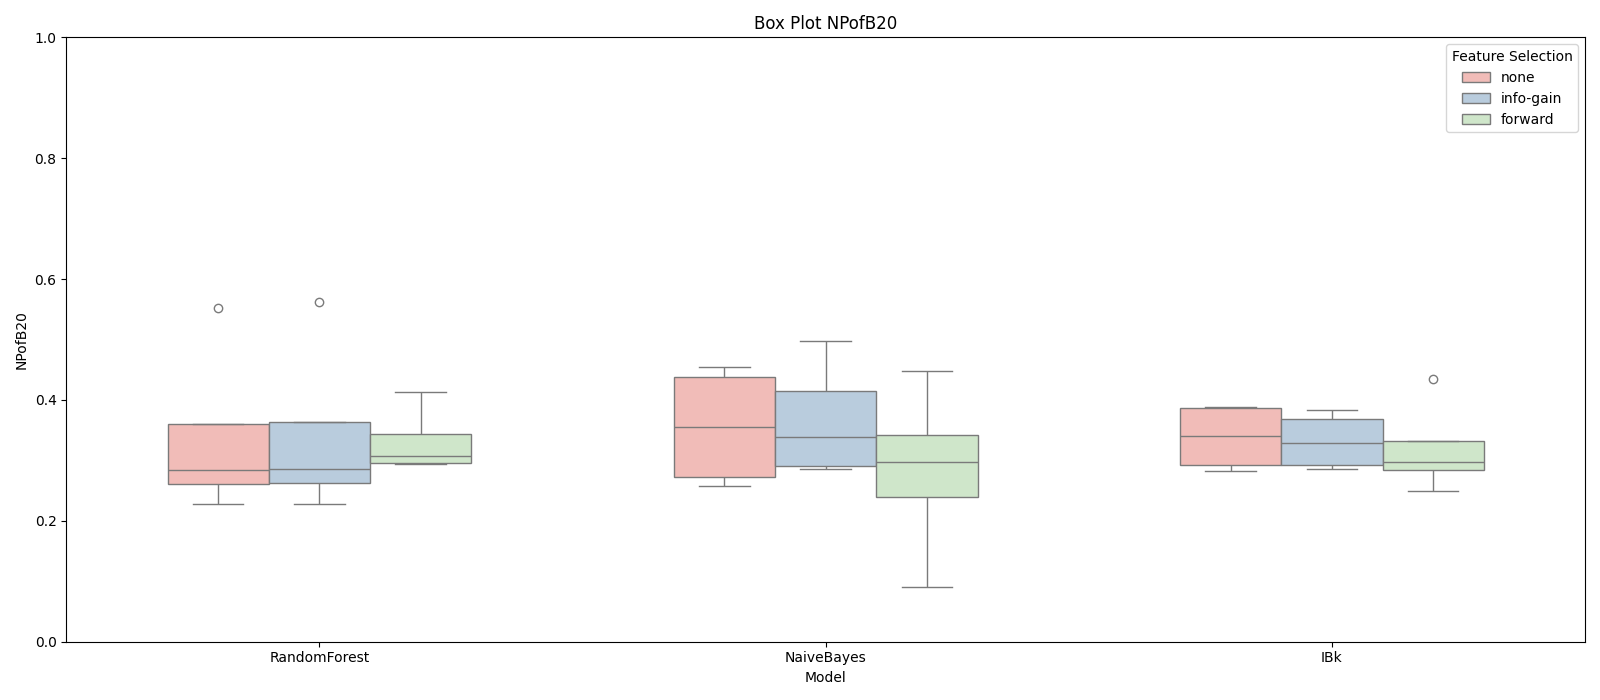 Box Plot NPofB20
1.0
0.8
0.6
0.4
0.2
0.0
NPofB20
Feature Selection
none
info-gain
forward
RandomForest
NaiveBayes
IBk
Model